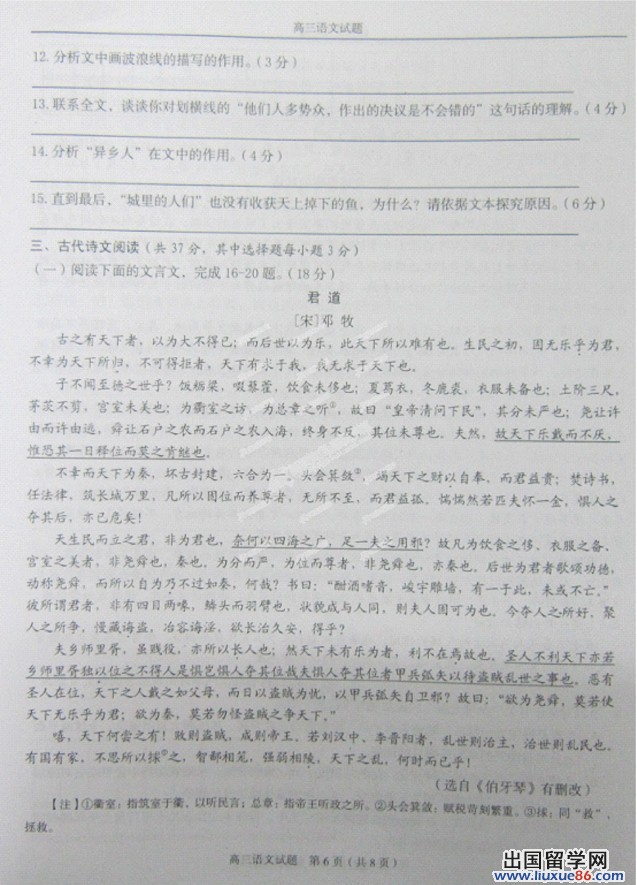 高三语文试题
12.分析文中画波浪线的描写的作用。(3分)
13.联系全文，谈谈你对划横线的“他们人多势众，作出的决议是不会错的”这句话的理解。(4分)
14.分析“异乡人”在文中的作用。(4分)
15.直到最后，“城里的人们”也没有收获天上掉下的鱼，为什么？请依据文本探究原因。(6分)
三、古代诗文阅读(共37分，其中选择题每小题3分)
(一)阅读下面的文言文，完成16-20题。(18分)
君道
[宋]邓牧
古之有天下者，以为大不得已；而后世以为乐，此天下所以难有也。生民之初，固无乐乎为君，
不幸为天下所归，不可得拒者，天下有求于我，我无求于天下也。
子不闻至德之世乎？饭粝粱，啜藜藿，饮食未侈也；夏葛衣，冬鹿裘，衣服未备也；土阶三尺，
茅茨不剪，宫室未美也；为衢室之访，为总章之听①，故曰“皇帝清问下民”，其分未严也；尧让许
由而许由逃，舜让石户之农而石户之农入海，终身不反，其位未尊也。夫然，故天下乐戴而不厌，
惟恐其一日释位而莫之肯继也。
不幸而天下为秦，坏古封建，六合为一，头会箕敛②，竭天下之财以自奉，而君益贵；焚诗书，
任法律，筑长城万里，凡所以固位而养尊者，无所不至，而君益孤。惴惴然若匹夫怀一金，惧人之
夺其后，亦已危矣！
天生民而立之君，非为君也，奈何以四海之广，足一夫之用邪？故凡为饮食之侈、衣服之备、
宫室之美者，非尧舜也，秦也。为分而严，为位而尊者，非尧舜也，亦秦也。后世为君者歌颂功德，
动称尧舜，而所以自为乃不过如秦，何哉？书曰：“酣酒嗜音，峻宇雕墙，有一于此，未或不亡。”
彼所谓君者，非有四目两喙，鳞头而羽臂也，状貌咸与人同，则夫人固可为也。今夺人之所好，聚
人之所争，慢藏诲盗，冶容诲淫，欲长治久安，得乎？
夫乡师里胥，虽贱役，亦所以长人也；然天下未有乐为者，利不在焉故也。圣人不利天下亦若
乡师里胥独以位之不得人是惧岂惧人夺其位哉夫惧人夺其位者甲兵弧矢以待盗贼乱世之事也。恶有
圣人在位，天下之人戴之如父母，而日以盗贼为忧，以甲兵弧矢自卫邪？故曰：“欲为尧舜，莫若使
天下无乐乎为君；欲为秦，莫若勿怪盗贼之争天下。”
嘻，天下何尝之有！败则盗贼，成则帝王。若刘汉中，李晋阳者，乱世则治主，治世则乱民也。
有国有家，不思所以捄③之，智鄙相笼，强弱相陵，天下之乱，何时而已乎！
(选自《伯牙琴》有删改)
【注】①衢室：指筑室于衢，以听民言；总章：指帝王听政之所。②头会箕敛：赋税苛刻繁重。③捄：同“救”，
拯救。
高三语文试题 第6页(共8页)
出国留学网
www.liuxue86.com